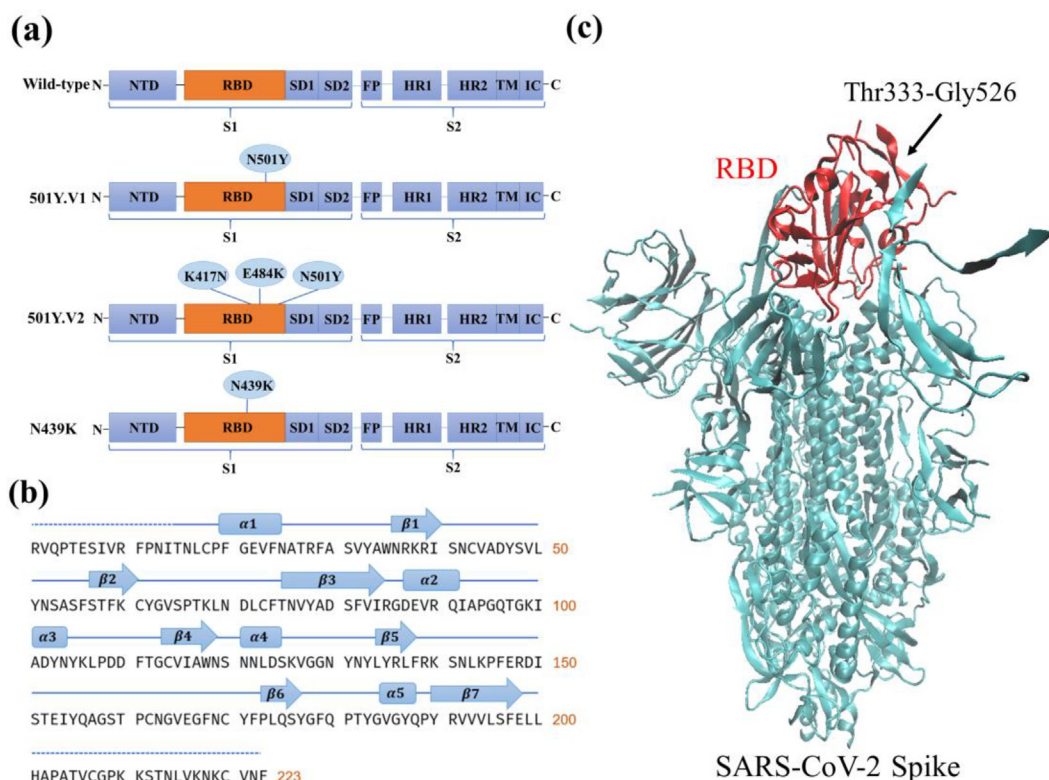 (a)
Wild-type N NTD RBD SD1 SD2 FP HR1 HR2 TM IC C
S1 S2
N501Y
501Y.V1 N NTD RBD SD1 SD2 FP HR1 HR2 TM IC C
S1 S2
K417N E484K N501Y
501Y.V2 N NTD RBD SD1 SD2 FP HR1 HR2 TM IC C
S1 S2
N439K
N439K N NTD RBD SD1 SD2 FP HR1 HR2 TM IC C
S1 S2
(b)
α1 β1
RVQPTESIVR FPNITNLCPF GEVFNATRFA SVYAWNRKRI SNCVADYSVL 50
β2 β3 α2
YNSASFSTFK CYGVSPTKLN DLCFTNVYAD SFVIRGDEVR QIAPGQTGKI 100
α3 β4 α4 β5
ADYNYKLPDD FTGCVIAWNS NNLDSKVGGN YNYLYRLFRK SNLKPFERDI 150
β6 α5 β7
STEIYQAGST PCNGVEGFNC YFPLQSYGFQ PTYGVGYQPY RVVVLSFELL 200
HAPATVCGPK KSTNLVKNKC VNF 223
(c)
Thr333-Gly526
RBD
SARS-CoV-2 Spike